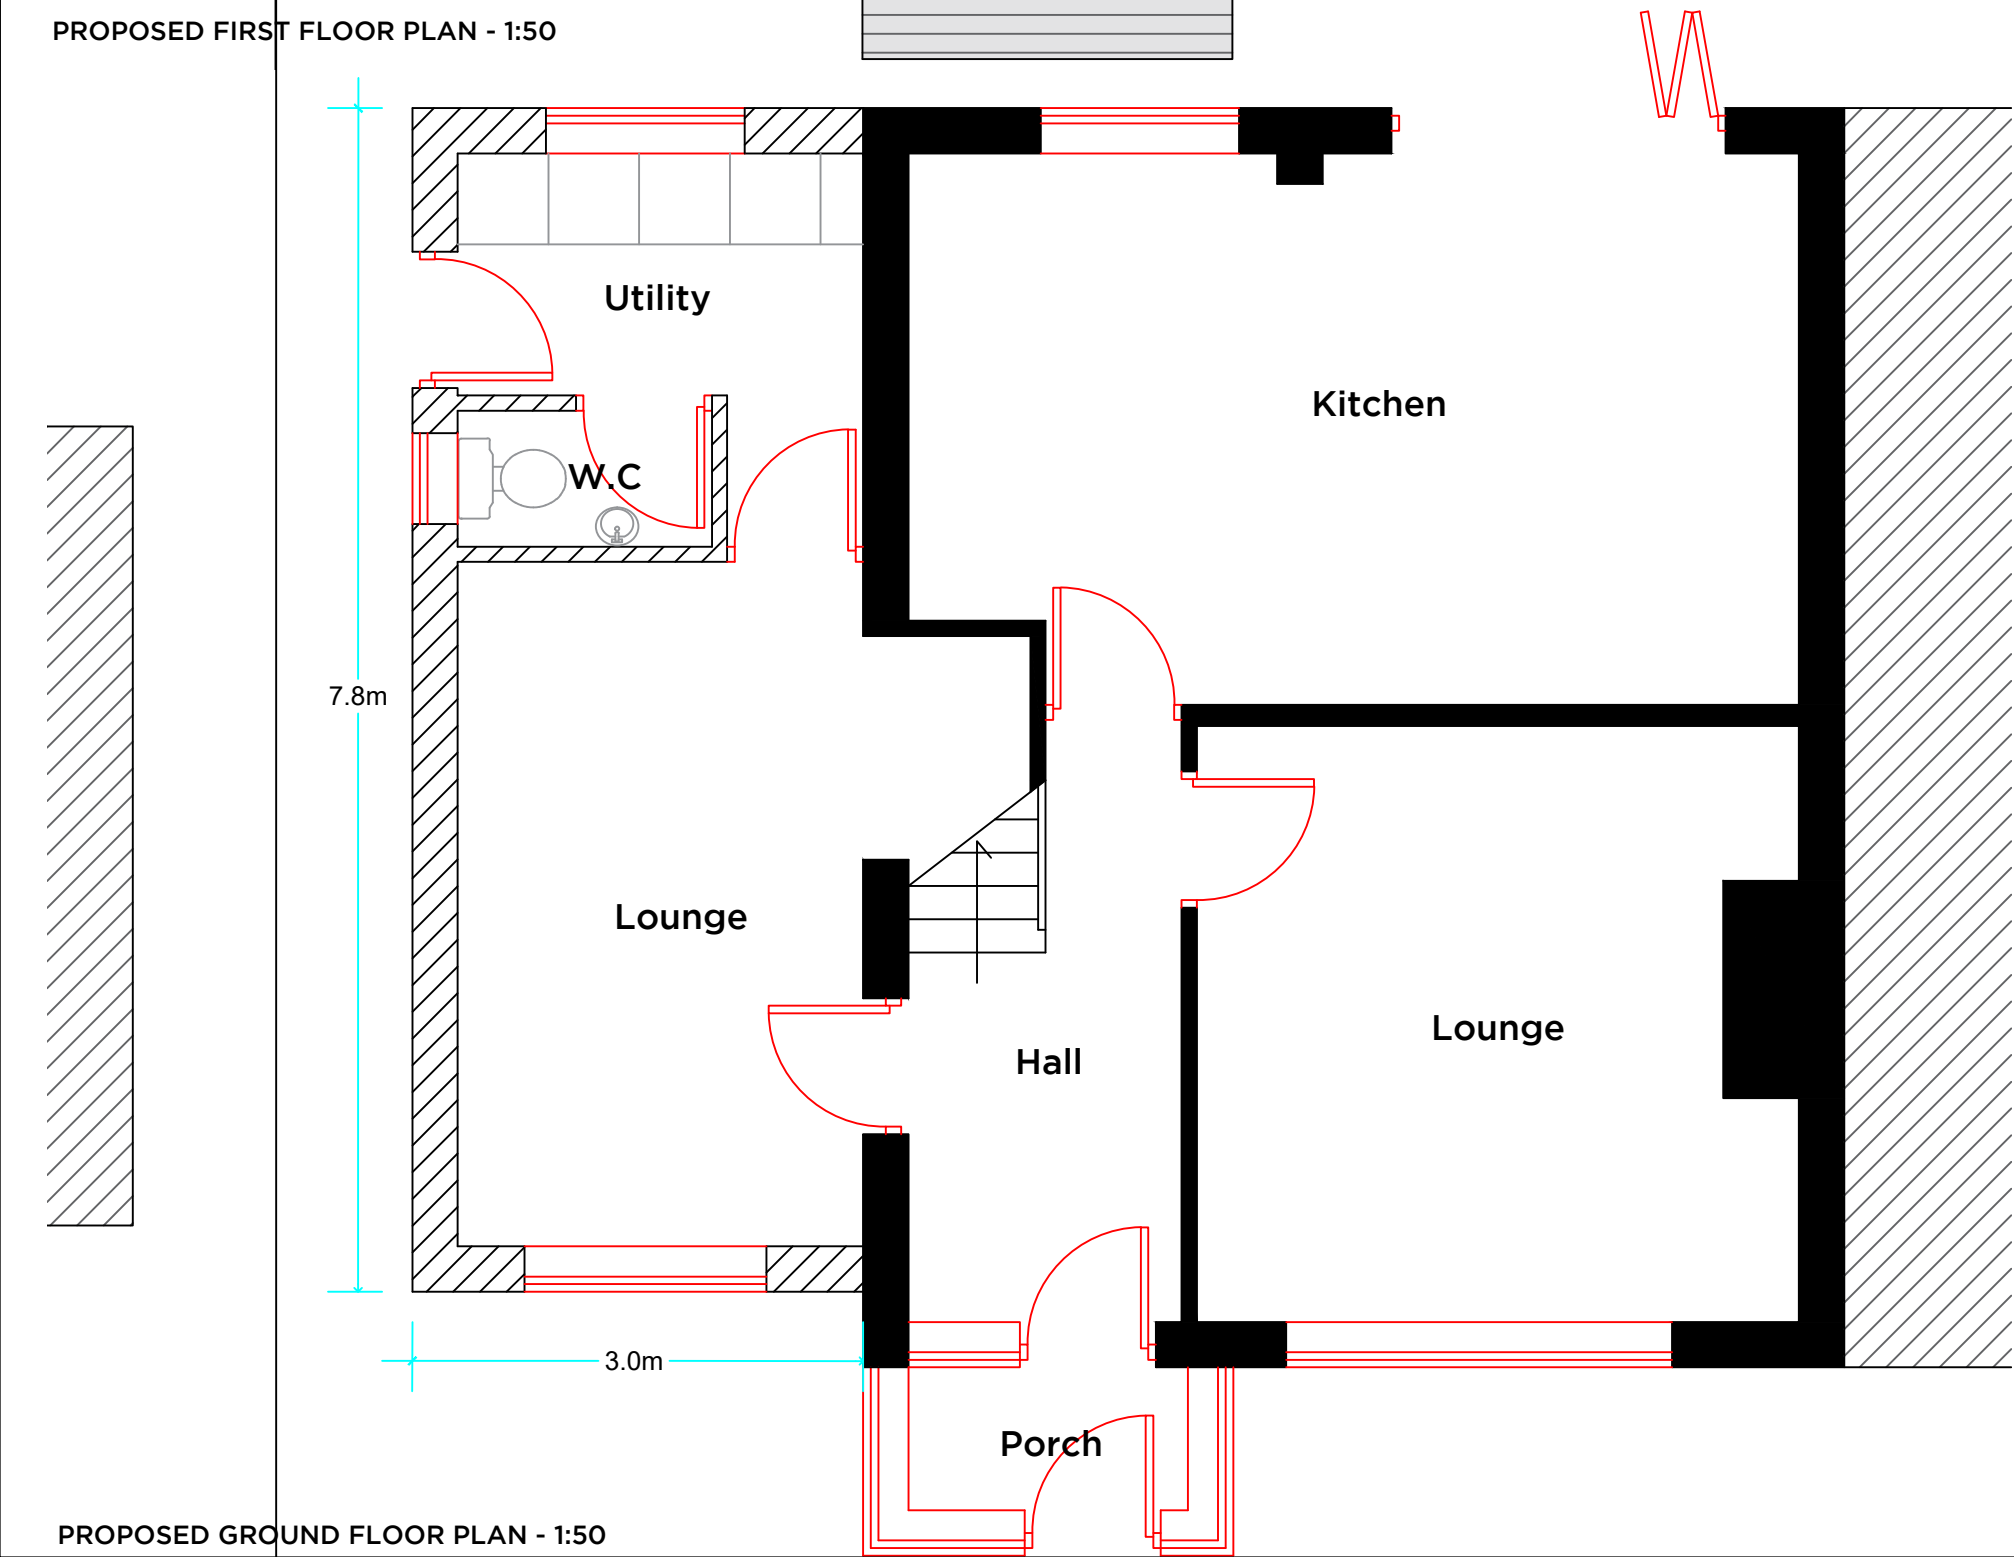 PROPOSED FIRST FLOOR PLAN - 1:50
Utility
Kitchen
W.C
7.8m
Lounge
Lounge
Hall
3.0m
Porch
PROPOSED GROUND FLOOR PLAN - 1:50